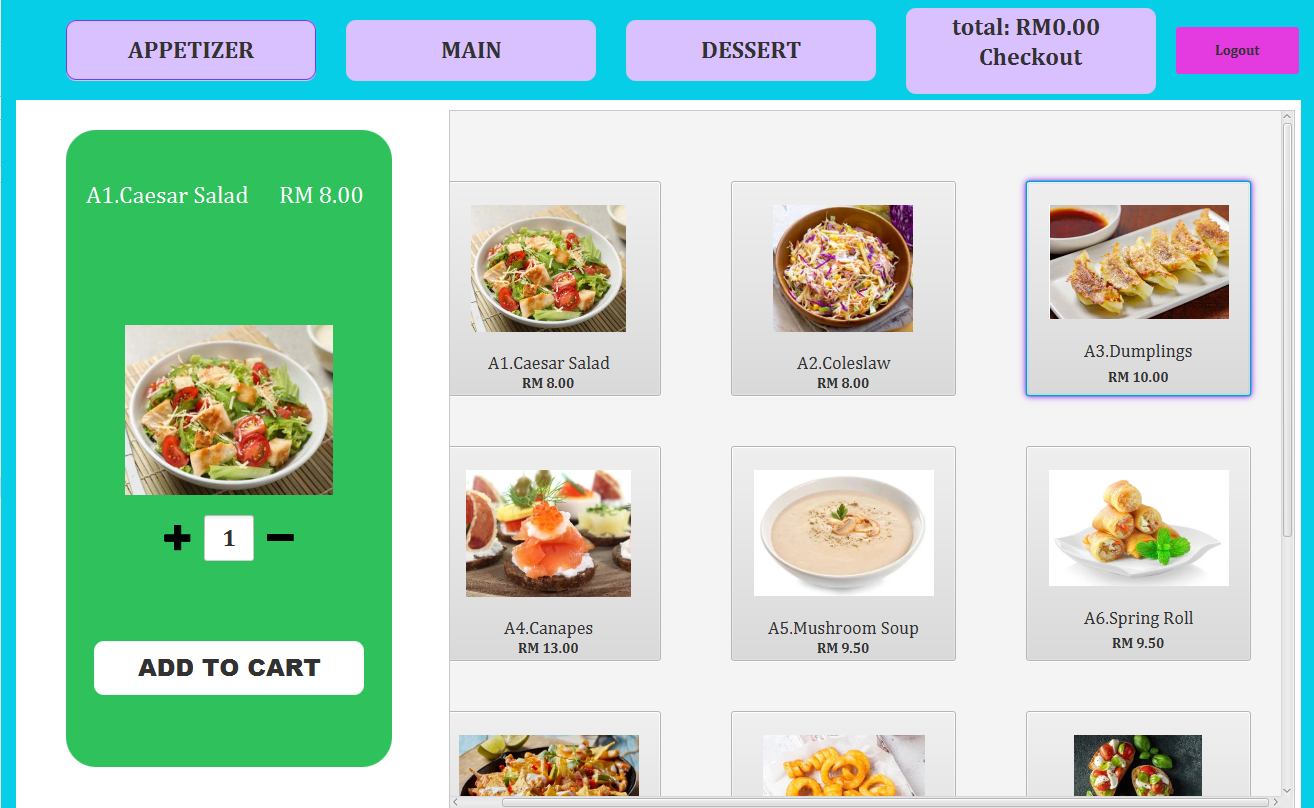 APPETIZER
MAIN
DESSERT
total: RM0.00
Checkout
Logout
A1.Caesar Salad RM 8.00
1
ADD TO CART
A1.Caesar Salad
RM 8.00
A2.Coleslaw
RM 8.00
A3.Dumplings
RM 10.00
A4.Canapes
RM 13.00
A5.Mushroom Soup
RM 9.50
A6.Spring Roll
RM 9.50